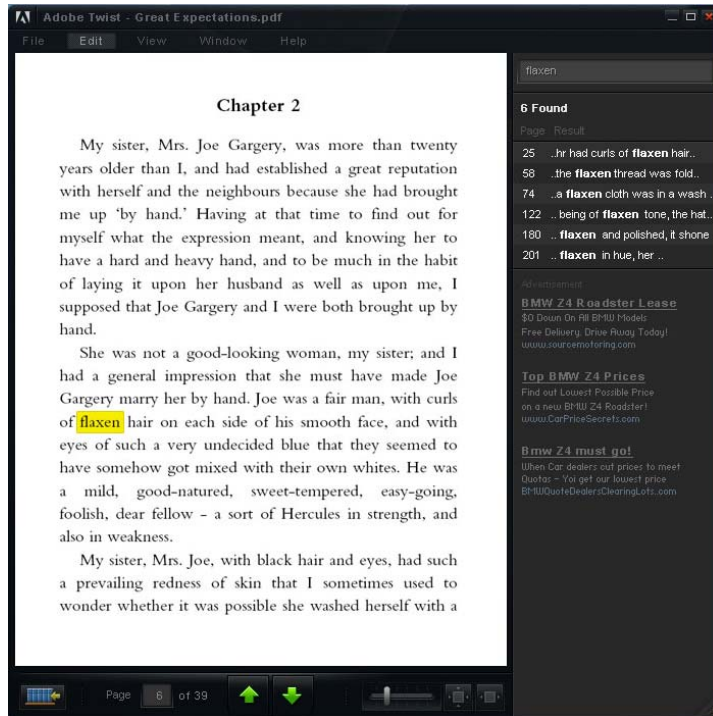 Adobe Twist - Great Expectations.pdf
File Edit View Window Help
Chapter 2
My sister, Mrs. Joe Gargery, was more than twenty
years older than I, and had established a great reputation
with herself and the neighbours because she had brought
me up ‘by hand.’ Having at that time to find out for
myself what the expression meant, and knowing her to
have a hard and heavy hand, and to be much in the habit
of laying it upon her husband as well as upon me, I
supposed that Joe Gargery and I were both brought up by
hand.
She was not a good-looking woman, my sister; and I
had a general impression that she must have made Joe
Gargery marry her by hand. Joe was a fair man, with curls
of flaxen hair on each side of his smooth face, and with
eyes of such a very undecided blue that they seemed to
have somehow got mixed with their own whites. He was
a mild, good-natured, sweet-tempered, easy-going,
foolish, dear fellow - a sort of Hercules in strength, and
also in weakness.
My sister, Mrs. Joe, with black hair and eyes, had such
a prevailing redness of skin that I sometimes used to
wonder whether it was possible she washed herself with a
Page 6 of 39
flaxen
6 Found
Page Result
25 ..hr had curls of flaxen hair..
58 ..the flaxen thread was fold..
74 ..a flaxen cloth was in a wash .
122 .. being of flaxen tone, the hat..
180 .. flaxen and polished, it shone
201 .. flaxen in hue, her ..
Advertisement
BMW Z4 Roadster Lease
$0 Down On All BMW Models
Free Delivery. Drive Away Today!
www.sourcemotoring.com
Top BMW Z4 Prices
Find out Lowest Possible Price
on a new BMW Z4 Roadster!
www.CarPriceSecrets.com
Bmw Z4 must go!
When Car dealers cut prices to meet
Quotas - Yoi get our lowest price
BMWQuoteDealersClearingLots.com